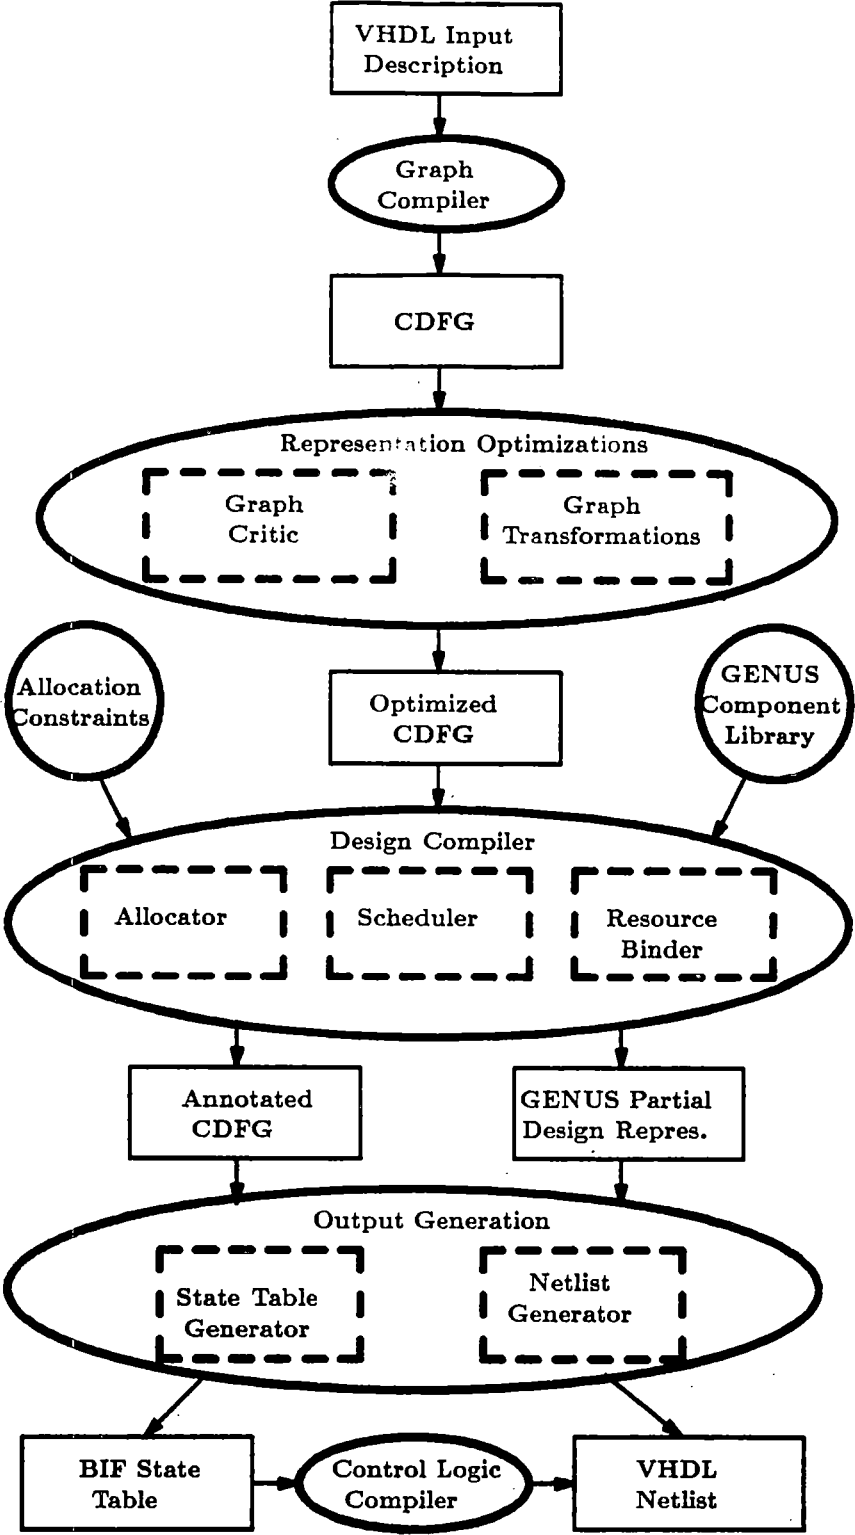 VHDL Input
Description
Graph
Compiler
CDFG
Representation Optimizations
Graph
Critic
Graph
Transformations
Allocation
Constraints
Optimized
CDFG
GENUS
Component
Library
Design Compiler
Allocator
Scheduler
Resource
Binder
Annotated
CDFG
GENUS Partial
Design Repres.
Output Generation
State Table
Generator
Netlist
Generator
BIF State
Table
Control Logic
Compiler
VHDL
Netlist